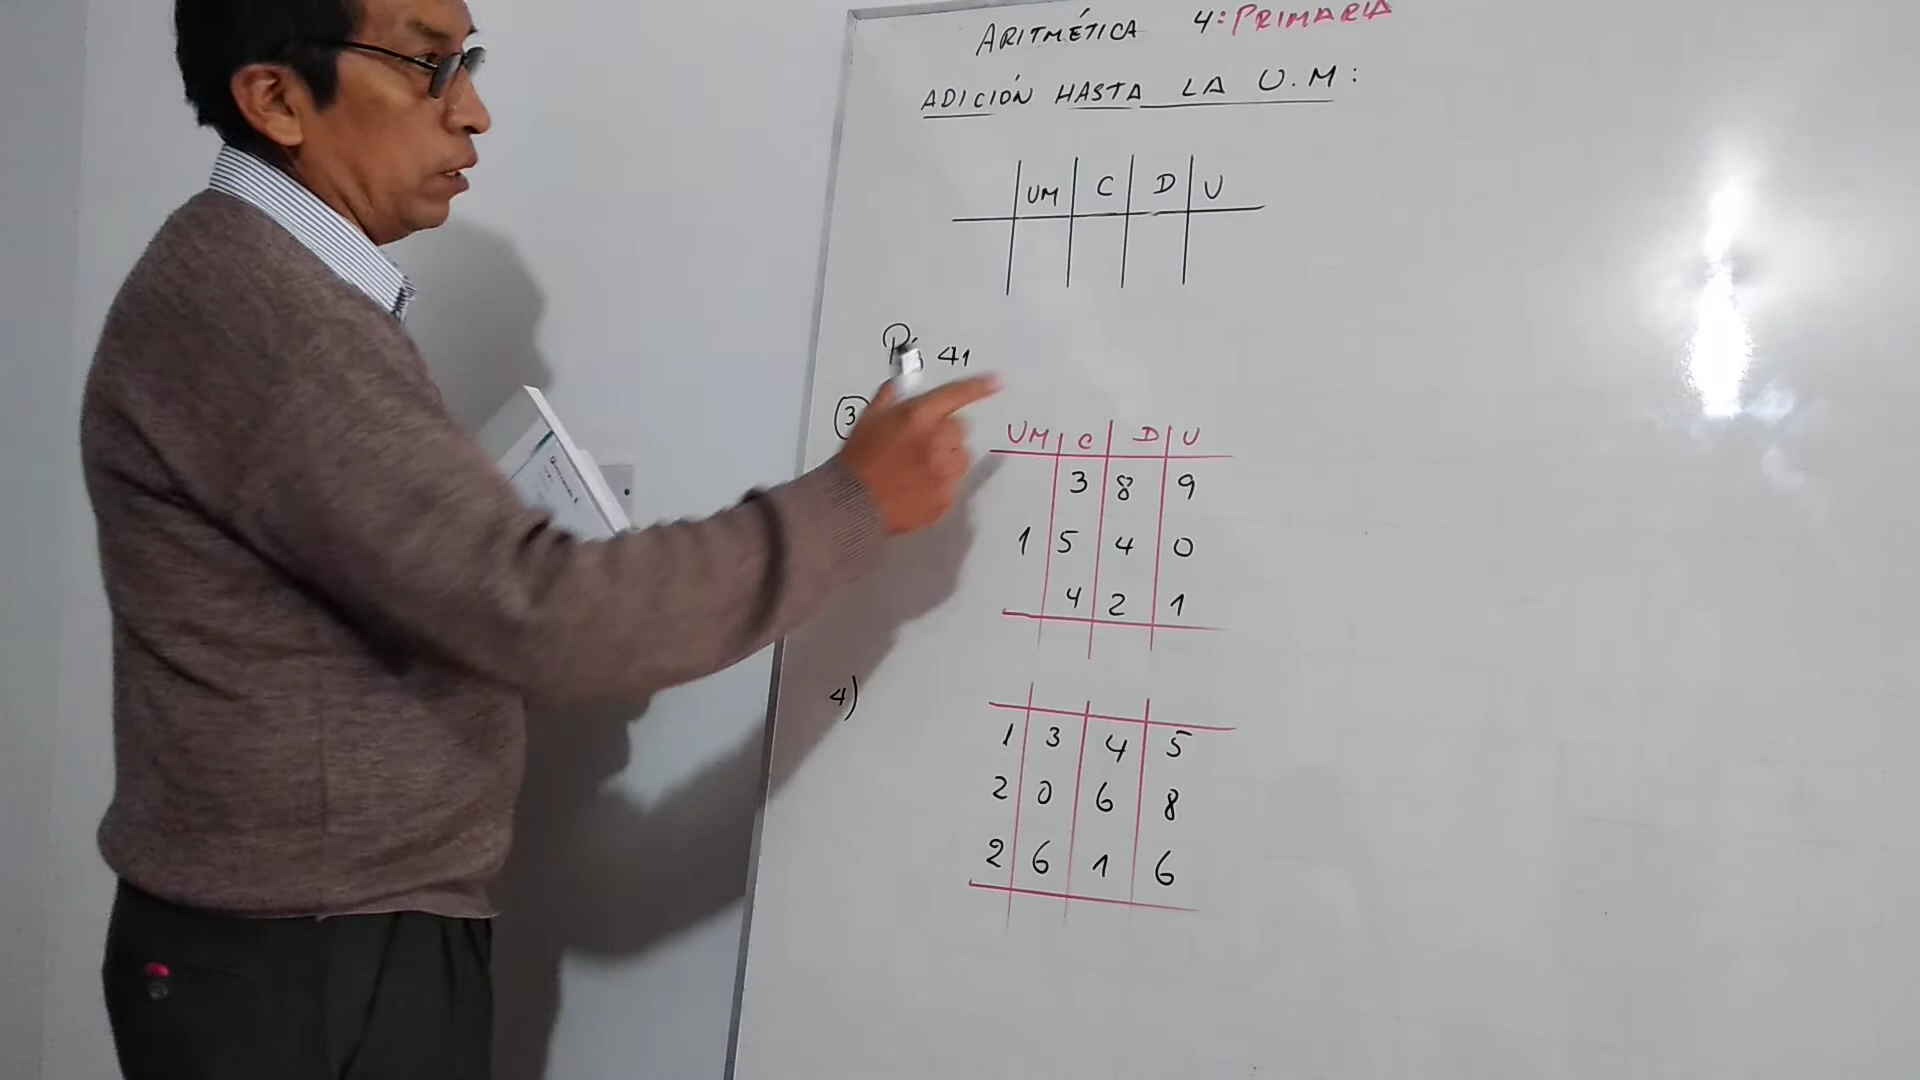 ARITMÉTICA 4: PRIMARIA
ADICIÓN HASTA LA U.M:
UM C D U
41
3
UM C D U
3 8 9
1 5 4 0
4 2 1
4)
1 3 4 5
2 0 6 8
2 6 1 6